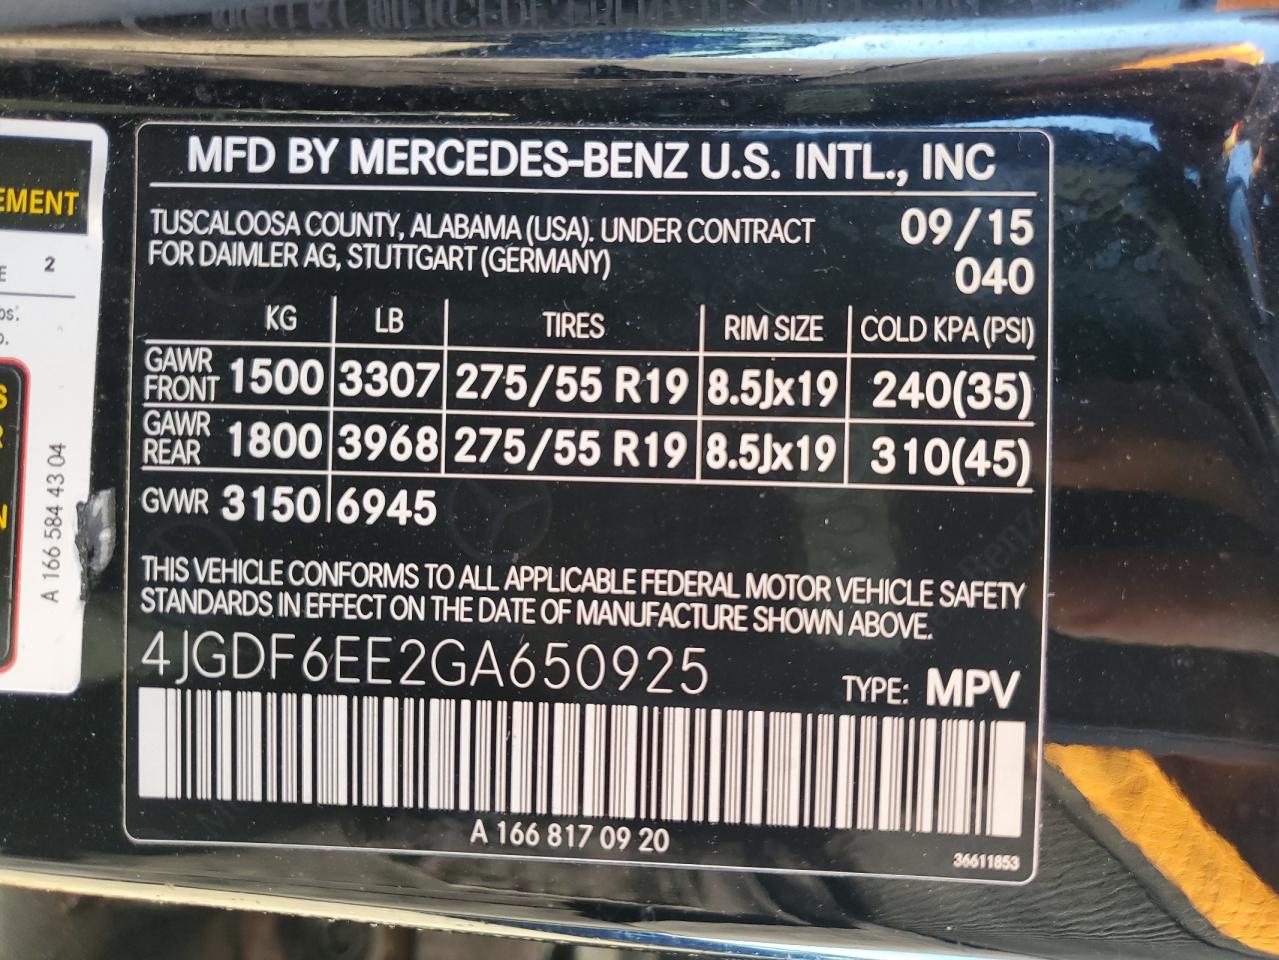 MFD BY MERCEDES-BENZ U.S. INTL., INC
TUSCALOOSA COUNTY, ALABAMA (USA). UNDER CONTRACT 09/15
FOR DAIMLER AG, STUTTGART (GERMANY) 040
KG LB TIRES RIM SIZE COLD KPA (PSI)
GAWR FRONT 1500 3307 275/55 R19 8.5Jx19 240(35)
GAWR REAR 1800 3968 275/55 R19 8.5Jx19 310(45)
GVWR 3150 6945
THIS VEHICLE CONFORMS TO ALL APPLICABLE FEDERAL MOTOR VEHICLE SAFETY
STANDARDS IN EFFECT ON THE DATE OF MANUFACTURE SHOWN ABOVE.
4JGDF6EE2GA650925 TYPE: MPV
A 166 817 09 20
36611853
EMENT
2
A 166 584 43 04